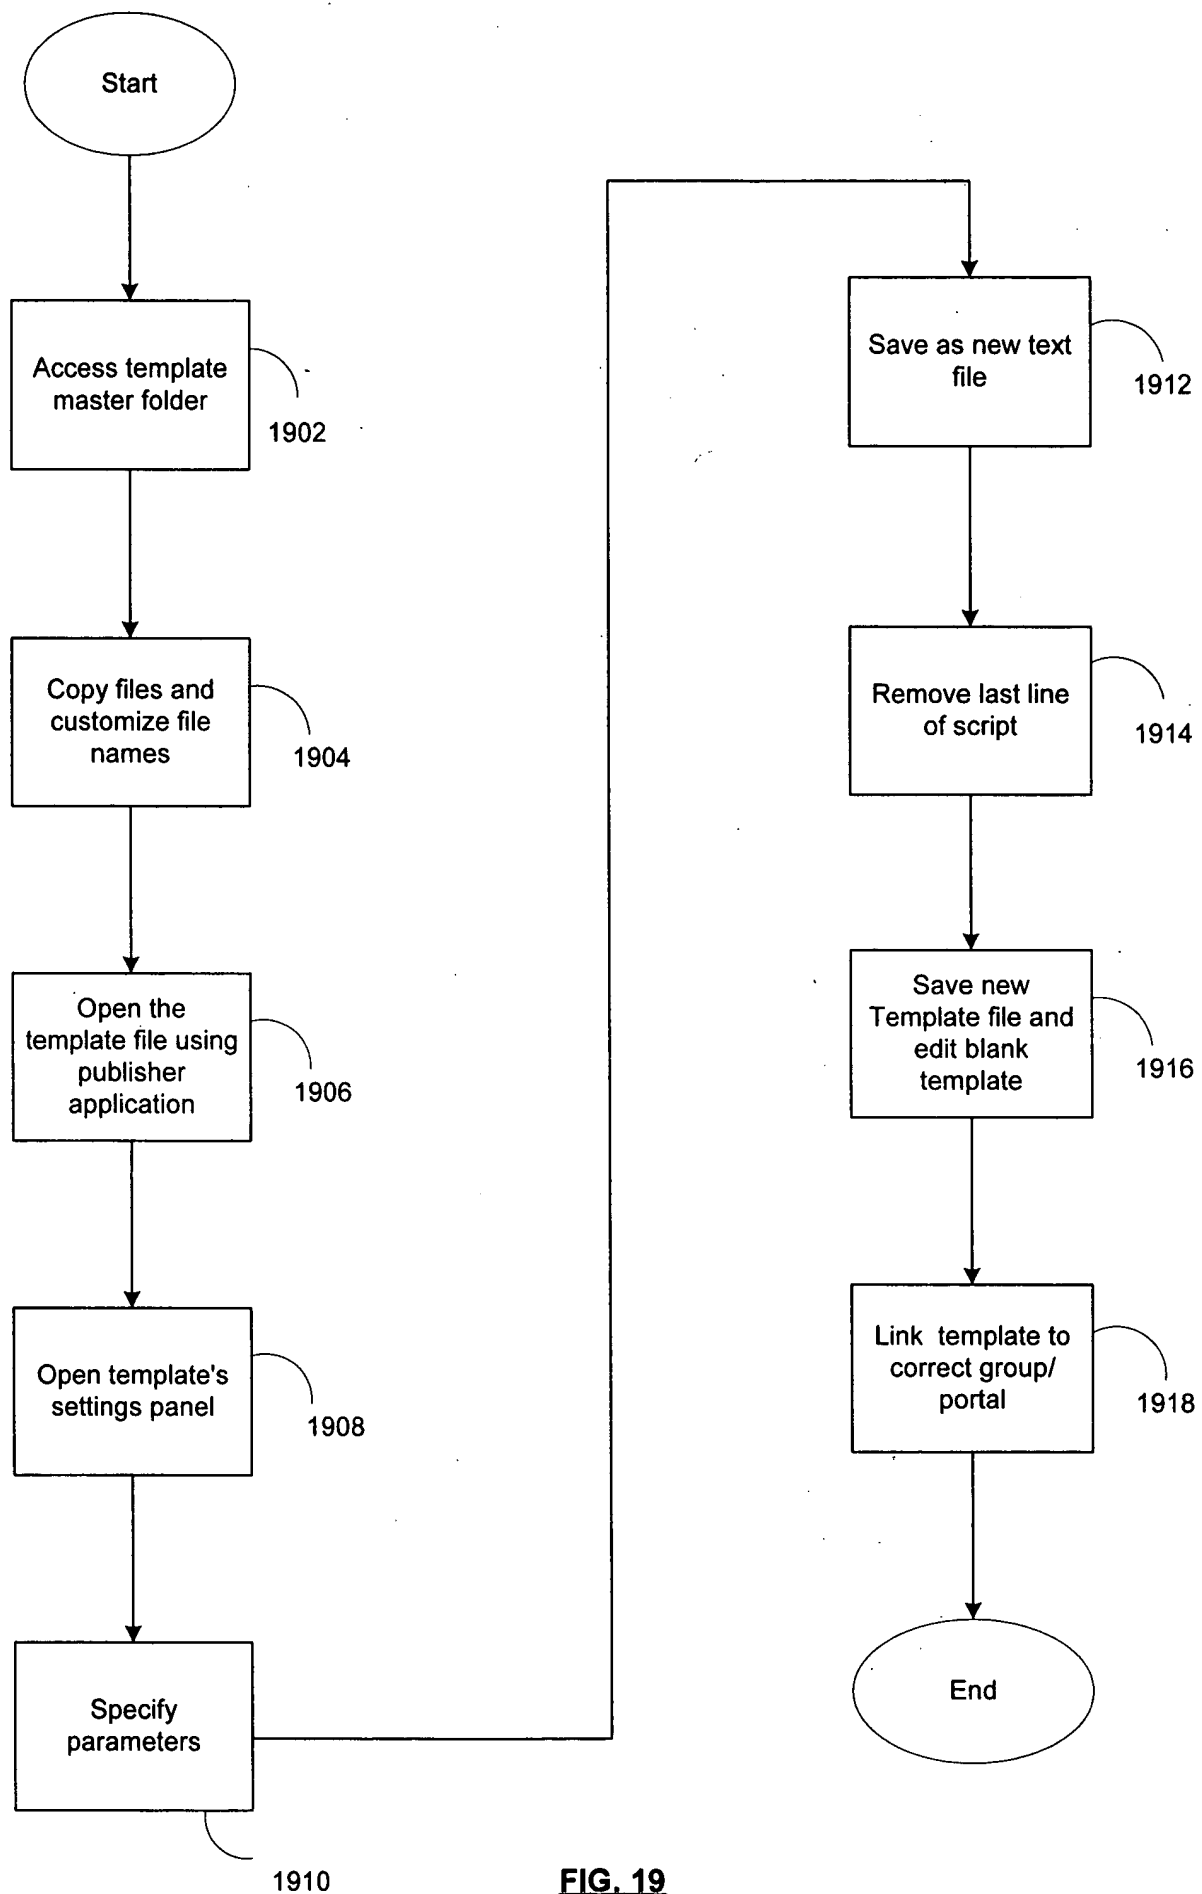 Start
Access template
master folder
1902
Copy files and
customize file
names
1904
Open the
template file using
publisher
application
1906
Open template's
settings panel
1908
Specify
parameters
1910
Save as new text
file
1912
Remove last line
of script
1914
Save new
Template file and
edit blank
template
1916
Link template to
correct group/
portal
1918
End
FIG. 19